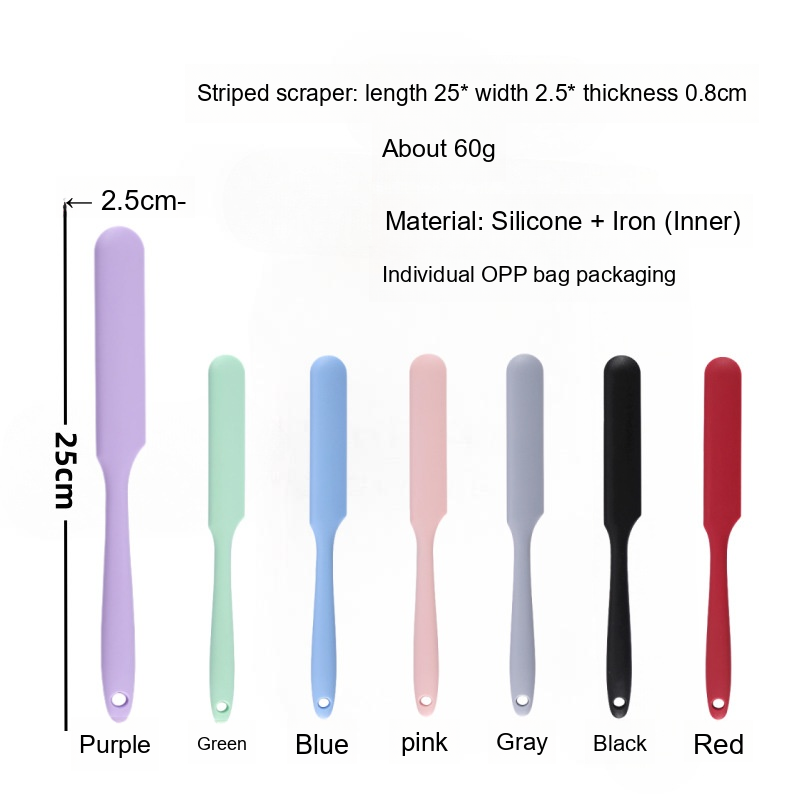 Striped scraper: length 25* width 2.5* thickness 0.8cm
About 60g
← 2.5cm-
Material: Silicone + Iron (Inner)
Individual OPP bag packaging
25cm
Purple
Green
Blue
pink
Gray
Black
Red